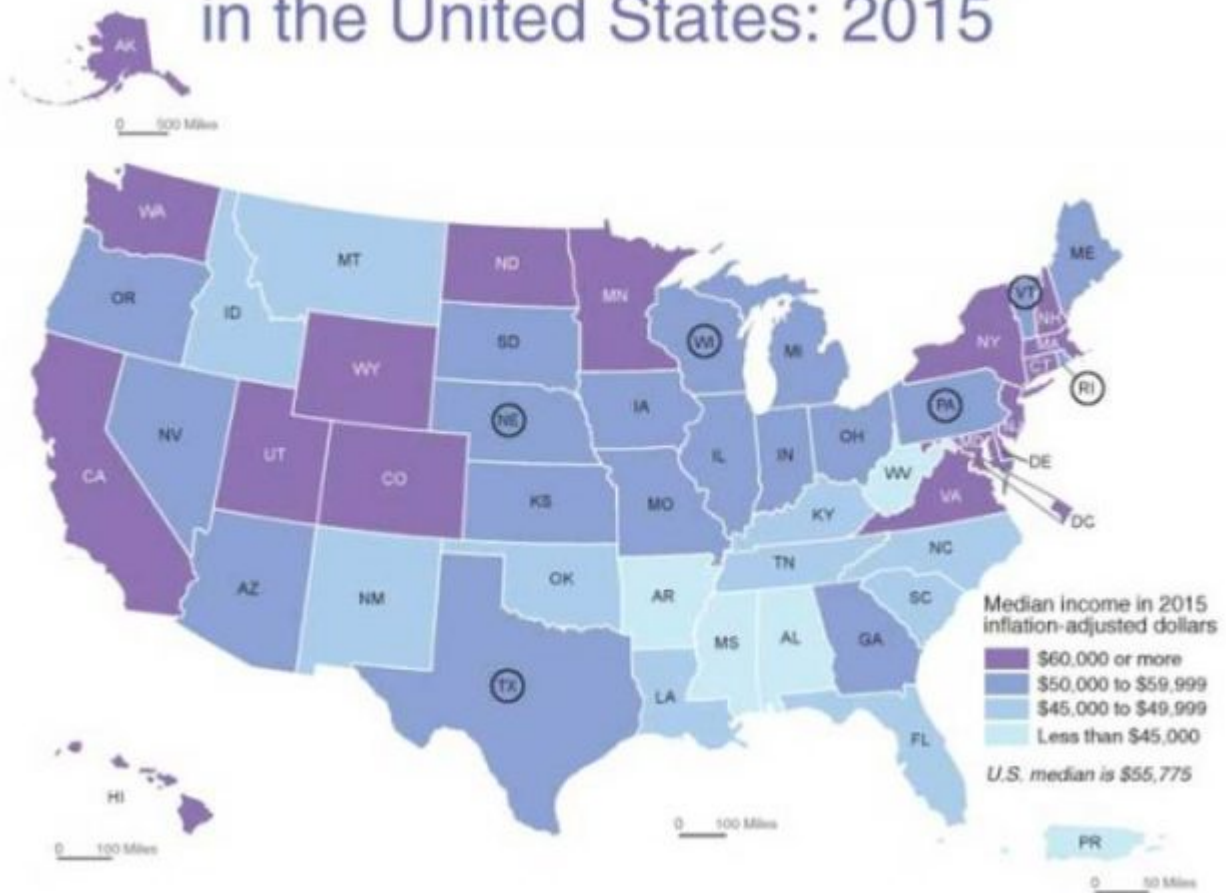 in the United States: 2015
AK
0 500 Miles
WA
MT
ND
MN
ME
OR
ID
SD
WI
MI
VT
NH
NY
MA
CT
RI
WY
NE
IA
PA
NJ
NV
UT
CO
IL
IN
OH
MD
DE
CA
KS
MO
WV
VA
DC
KY
AZ
NM
OK
AR
TN
NC
SC
MS
AL
GA
TX
LA
FL
Median income in 2015
inflation-adjusted dollars
$60,000 or more
$50,000 to $59,999
$45,000 to $49,999
Less than $45,000
U.S. median is $55,775
HI
0 100 Miles
0 100 Miles
PR
0 50 Miles